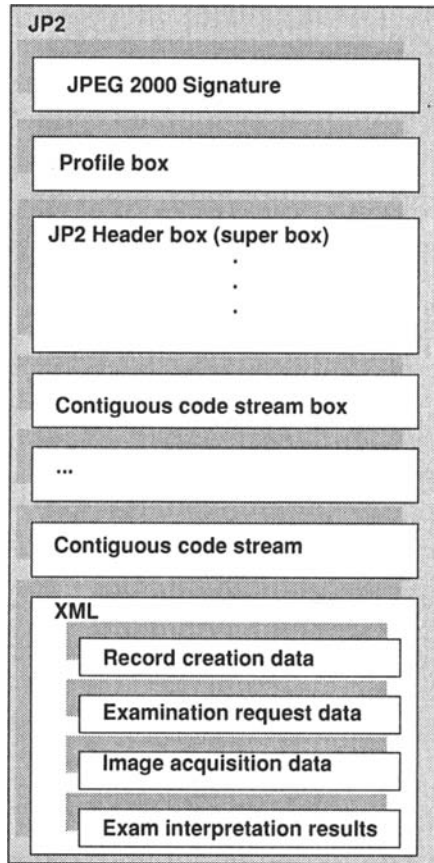 JP2
JPEG 2000 Signature
Profile box
JP2 Header box (super box)
.
.
.
Contiguous code stream box
...
Contiguous code stream
XML
Record creation data
Examination request data
Image acquisition data
Exam interpretation results